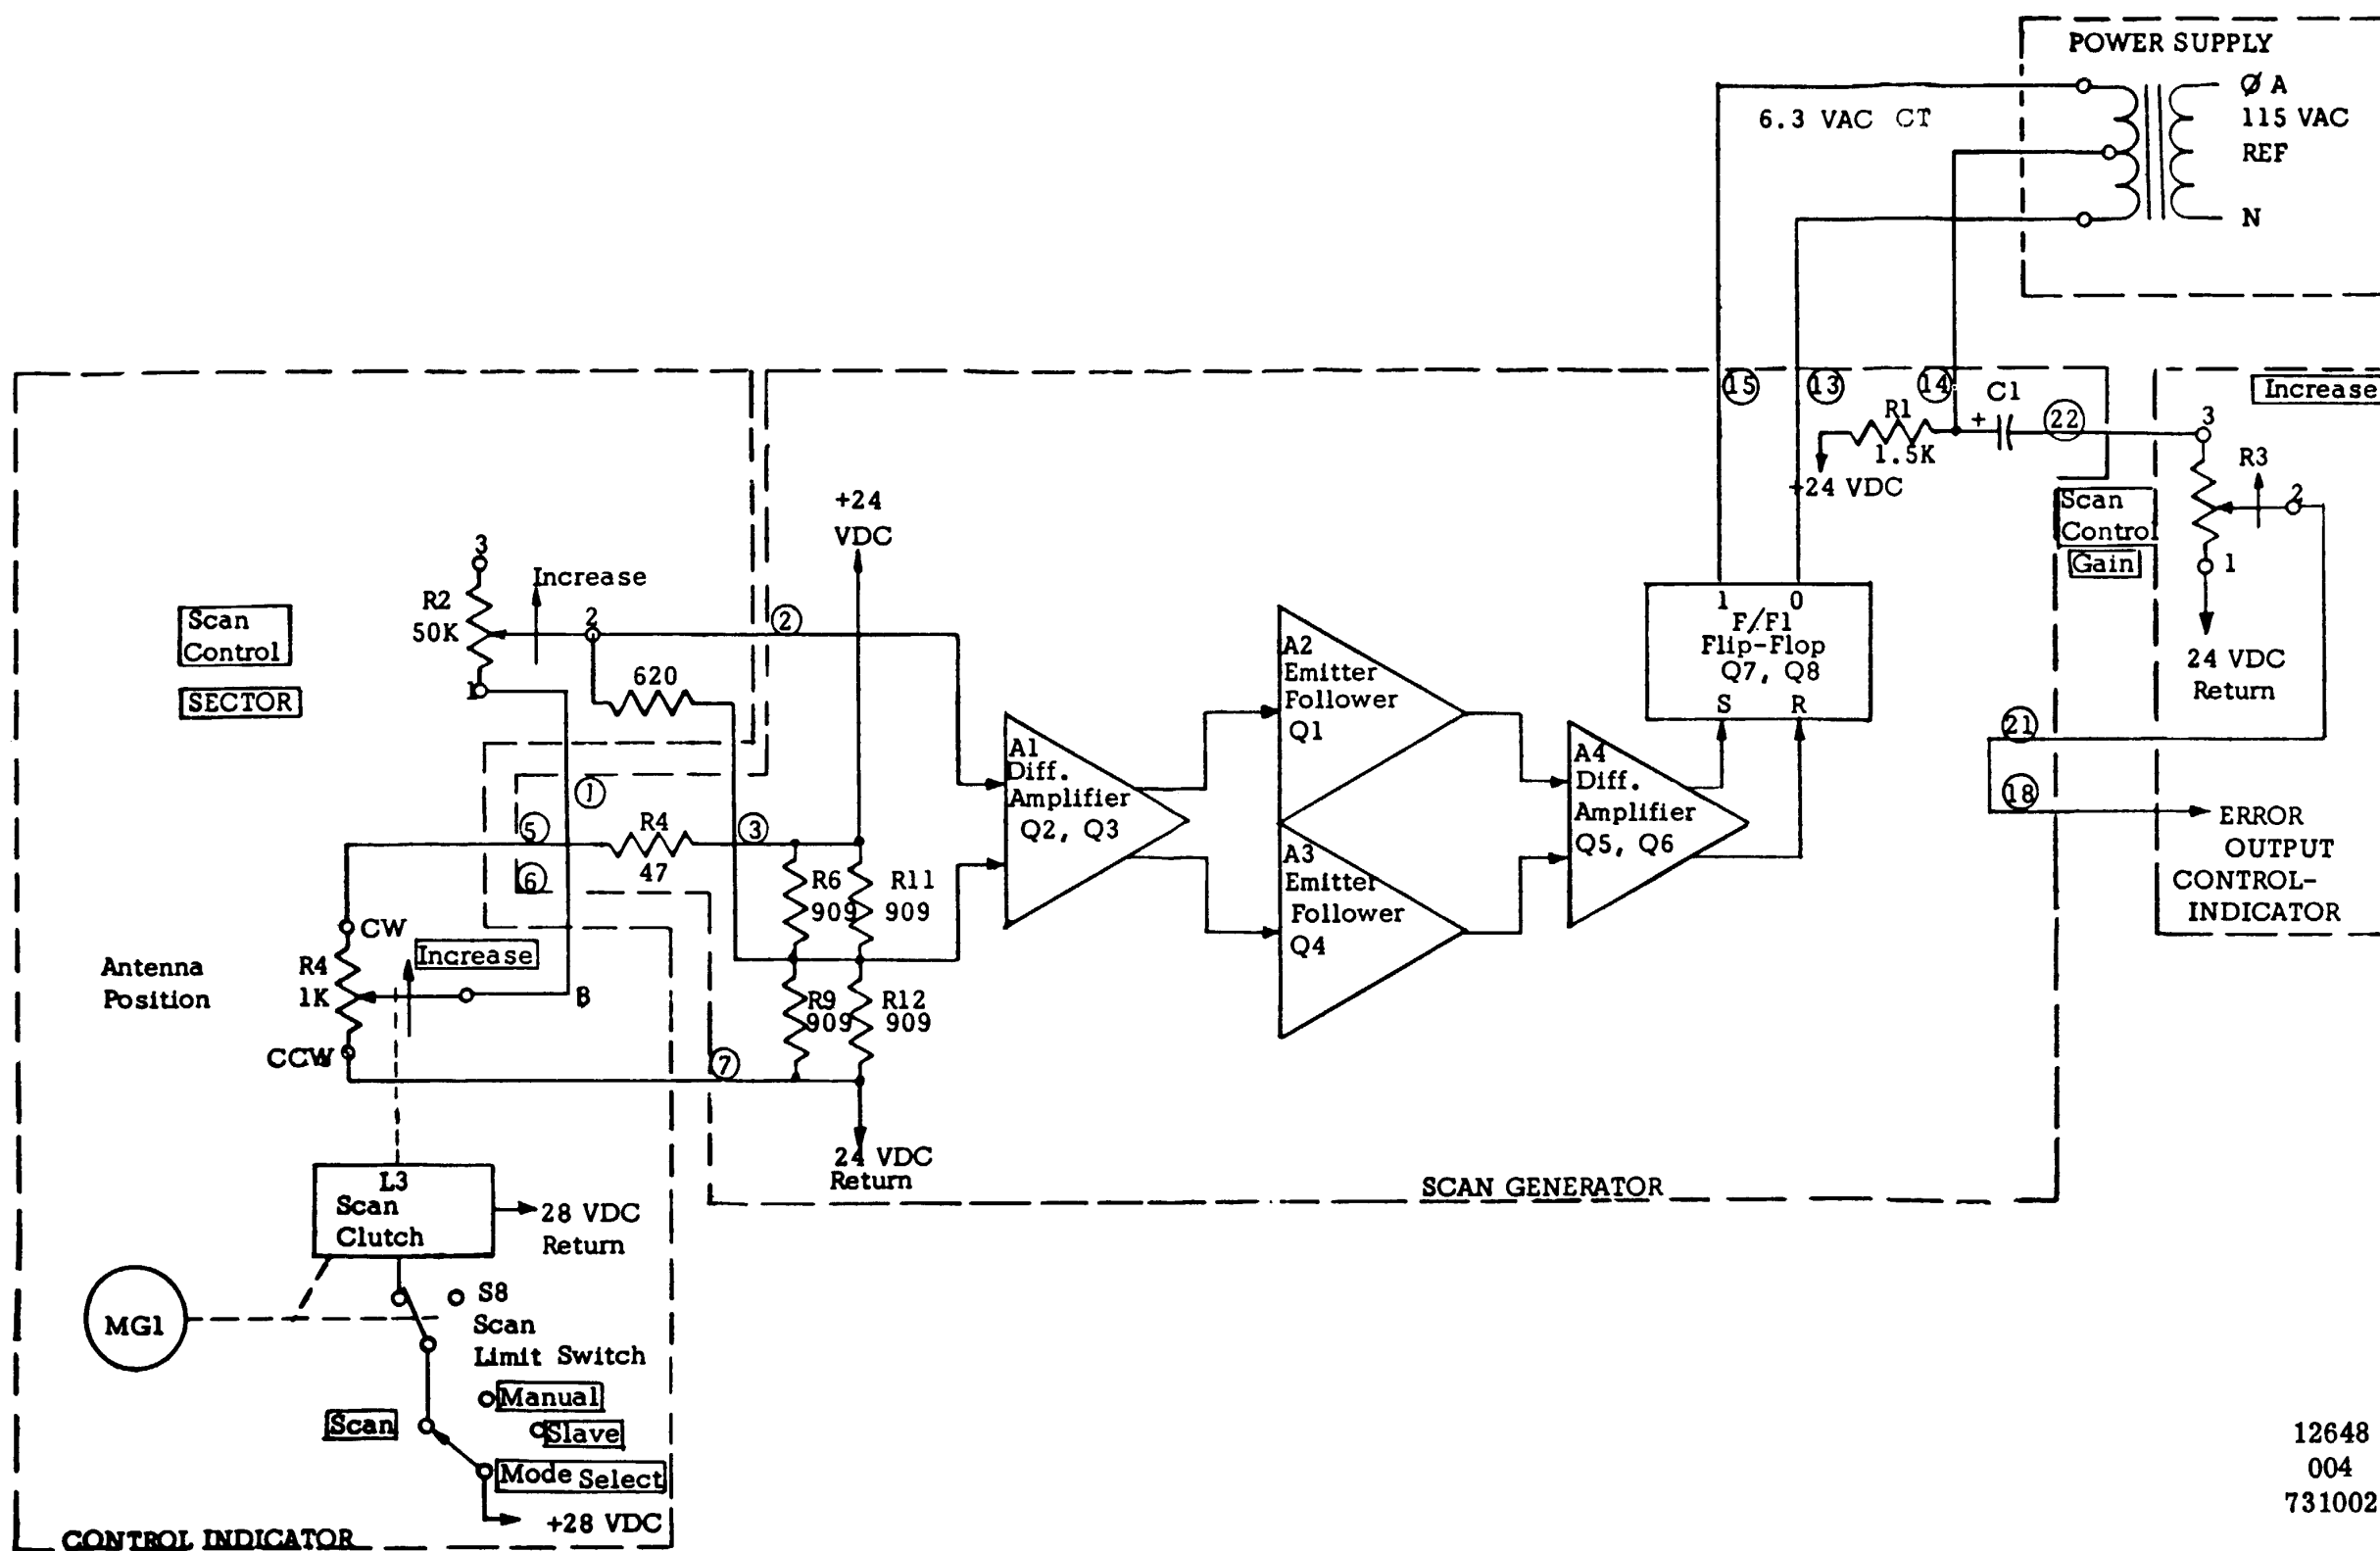 POWER SUPPLY
Ø A
6.3 VAC CT
115 VAC
REF
N
15
13
14
C1
Increase
R1
+
22
3
1.5K
R3
+24 VDC
2
Scan
Control
Gain
1
24 VDC
Return
+24
VDC
3
Increase
R2
50K
2
2
Scan
Control
SECTOR
620
1
1
1 0
F/F1
Flip-Flop
Q7, Q8
S R
A2
Emitter
Follower
Q1
A1
Diff.
Amplifier
Q2, Q3
A4
Diff.
Amplifier
Q5, Q6
A3
Emitter
Follower
Q4
21
18
ERROR
OUTPUT
CONTROL-
INDICATOR
5
R4
47
3
6
R6
909
R11
909
CW
Increase
Antenna
Position
R4
1K
B
R9
909
R12
909
CCW
7
24 VDC
Return
SCAN GENERATOR
L3
Scan
Clutch
28 VDC
Return
MG1
S8
Scan
Limit Switch
Manual
Scan
Slave
Mode Select
+28 VDC
CONTROL INDICATOR
12648
004
731002